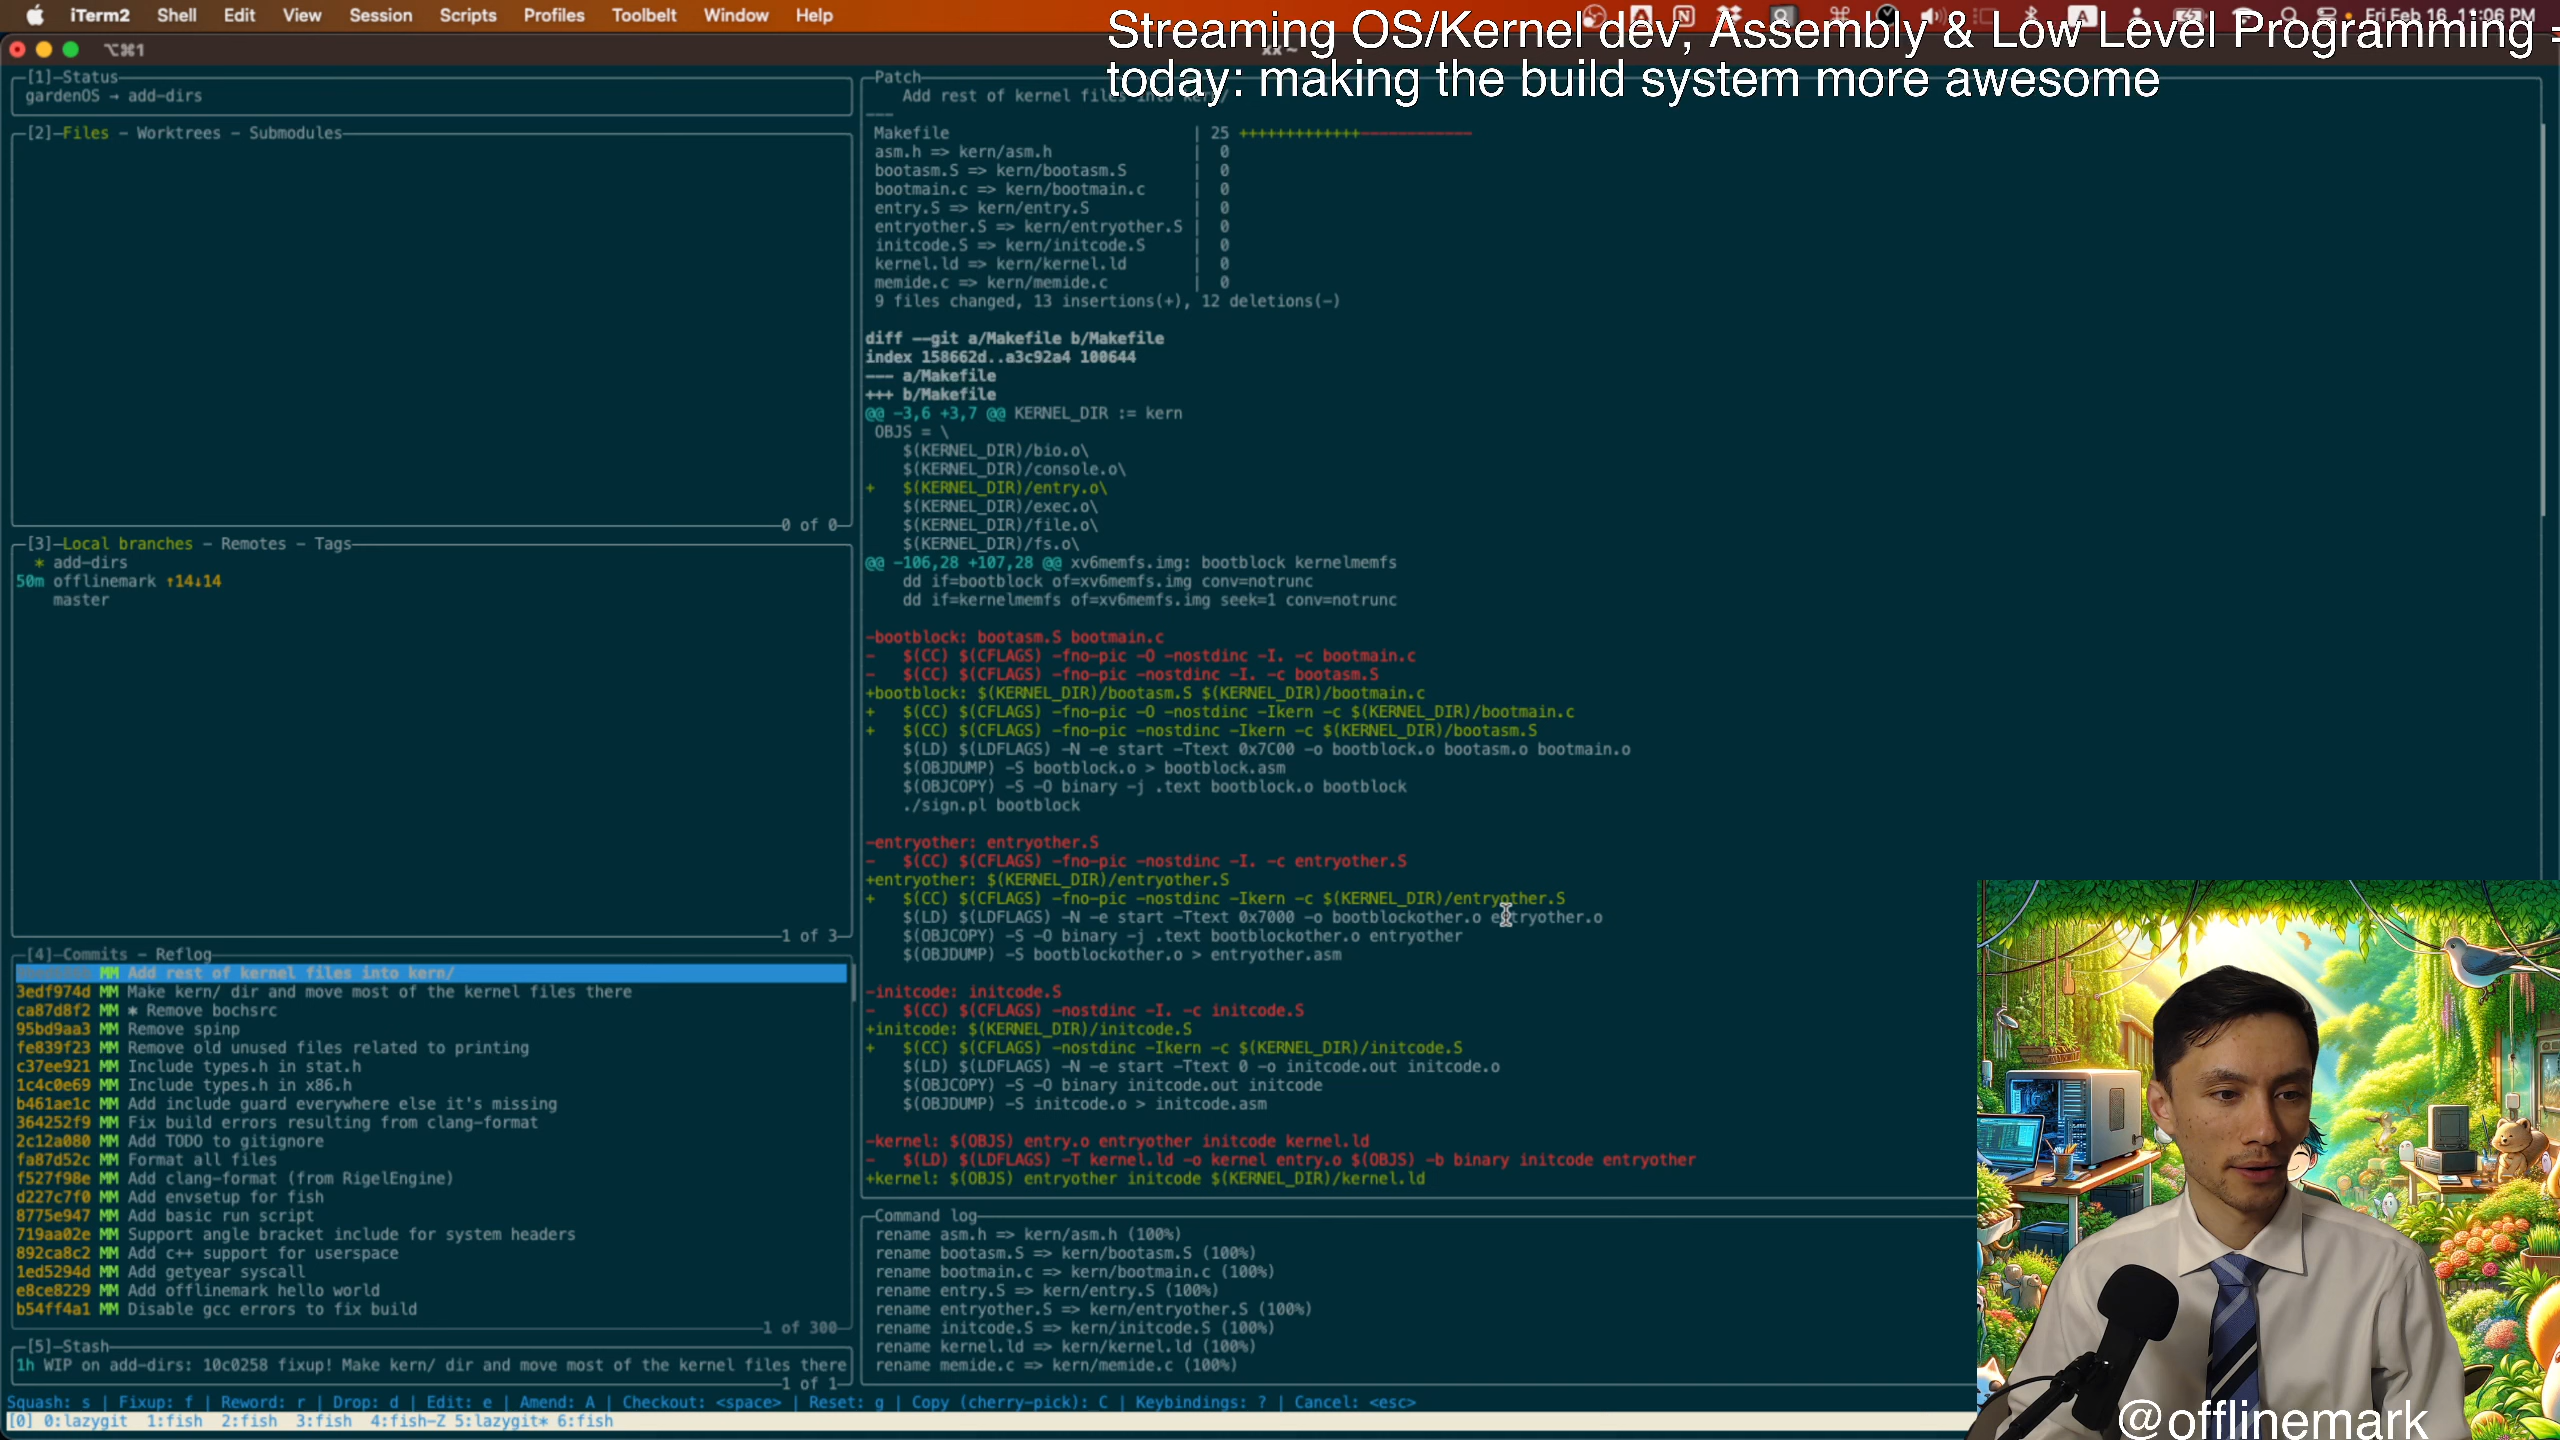 iTerm2 Shell Edit View Session Scripts Profiles Toolbelt Window Help
Fri Feb 16 11:06 PM
Streaming OS/Kernel dev, Assembly & Low Level Programming
today: making the build system more awesome
⌥⌘1
[1]-Status
gardenOS → add-dirs
[2]-Files - Worktrees - Submodules
0 of 0
[3]-Local branches - Remotes - Tags
* add-dirs
50m offlinemark ↑14↓14
master
1 of 3
[4]-Commits - Reflog
MM Add rest of kernel files into kern/
3edf974d MM Make kern/ dir and move most of the kernel files there
ca87d8f2 MM * Remove bochsrc
95bd9aa3 MM Remove spinp
fe839f23 MM Remove old unused files related to printing
c37ee921 MM Include types.h in stat.h
1c4c0e69 MM Include types.h in x86.h
b461ae1c MM Add include guard everywhere else it's missing
364252f9 MM Fix build errors resulting from clang-format
2c12a080 MM Add TODO to gitignore
fa87d52c MM Format all files
f527f98e MM Add clang-format (from RigelEngine)
d227c7f0 MM Add envsetup for fish
8775e947 MM Add basic run script
719aa02e MM Support angle bracket include for system headers
892ca8c2 MM Add c++ support for userspace
1ed5294d MM Add getyear syscall
e8ce8229 MM Add offlinemark hello world
b54ff4a1 MM Disable gcc errors to fix build
1 of 300
[5]-Stash
1h WIP on add-dirs: 10c0258 fixup! Make kern/ dir and move most of the kernel files there
1 of 1
Patch
Add rest of kernel files into kern/
---
Makefile | 25 +++++++++++++------------
asm.h => kern/asm.h | 0
bootasm.S => kern/bootasm.S | 0
bootmain.c => kern/bootmain.c | 0
entry.S => kern/entry.S | 0
entryother.S => kern/entryother.S | 0
initcode.S => kern/initcode.S | 0
kernel.ld => kern/kernel.ld | 0
memide.c => kern/memide.c | 0
9 files changed, 13 insertions(+), 12 deletions(-)
diff --git a/Makefile b/Makefile
index 158662d..a3c92a4 100644
--- a/Makefile
+++ b/Makefile
@@ -3,6 +3,7 @@ KERNEL_DIR := kern
OBJS = \
$(KERNEL_DIR)/bio.o\
$(KERNEL_DIR)/console.o\
+ $(KERNEL_DIR)/entry.o\
$(KERNEL_DIR)/exec.o\
$(KERNEL_DIR)/file.o\
$(KERNEL_DIR)/fs.o\
@@ -106,28 +107,28 @@ xv6memfs.img: bootblock kernelmemfs
dd if=bootblock of=xv6memfs.img conv=notrunc
dd if=kernelmemfs of=xv6memfs.img seek=1 conv=notrunc
-bootblock: bootasm.S bootmain.c
- $(CC) $(CFLAGS) -fno-pic -O -nostdinc -I. -c bootmain.c
- $(CC) $(CFLAGS) -fno-pic -nostdinc -I. -c bootasm.S
+bootblock: $(KERNEL_DIR)/bootasm.S $(KERNEL_DIR)/bootmain.c
+ $(CC) $(CFLAGS) -fno-pic -O -nostdinc -Ikern -c $(KERNEL_DIR)/bootmain.c
+ $(CC) $(CFLAGS) -fno-pic -nostdinc -Ikern -c $(KERNEL_DIR)/bootasm.S
$(LD) $(LDFLAGS) -N -e start -Ttext 0x7C00 -o bootblock.o bootasm.o bootmain.o
$(OBJDUMP) -S bootblock.o > bootblock.asm
$(OBJCOPY) -S -O binary -j .text bootblock.o bootblock
./sign.pl bootblock
-entryother: entryother.S
- $(CC) $(CFLAGS) -fno-pic -nostdinc -I. -c entryother.S
+entryother: $(KERNEL_DIR)/entryother.S
+ $(CC) $(CFLAGS) -fno-pic -nostdinc -Ikern -c $(KERNEL_DIR)/entryother.S
$(LD) $(LDFLAGS) -N -e start -Ttext 0x7000 -o bootblockother.o entryother.o
$(OBJCOPY) -S -O binary -j .text bootblockother.o entryother
$(OBJDUMP) -S bootblockother.o > entryother.asm
-initcode: initcode.S
- $(CC) $(CFLAGS) -nostdinc -I. -c initcode.S
+initcode: $(KERNEL_DIR)/initcode.S
+ $(CC) $(CFLAGS) -nostdinc -Ikern -c $(KERNEL_DIR)/initcode.S
$(LD) $(LDFLAGS) -N -e start -Ttext 0 -o initcode.out initcode.o
$(OBJCOPY) -S -O binary initcode.out initcode
$(OBJDUMP) -S initcode.o > initcode.asm
-kernel: $(OBJS) entry.o entryother initcode kernel.ld
- $(LD) $(LDFLAGS) -T kernel.ld -o kernel entry.o $(OBJS) -b binary initcode entryother
+kernel: $(OBJS) entryother initcode $(KERNEL_DIR)/kernel.ld
Command log
rename asm.h => kern/asm.h (100%)
rename bootasm.S => kern/bootasm.S (100%)
rename bootmain.c => kern/bootmain.c (100%)
rename entry.S => kern/entry.S (100%)
rename entryother.S => kern/entryother.S (100%)
rename initcode.S => kern/initcode.S (100%)
rename kernel.ld => kern/kernel.ld (100%)
rename memide.c => kern/memide.c (100%)
Squash: s | Fixup: f | Reword: r | Drop: d | Edit: e | Amend: A | Checkout: <space> | Reset: g | Copy (cherry-pick): C | Keybindings: ? | Cancel: <esc>
[0] 0:lazygit 1:fish 2:fish 3:fish 4:fish-Z 5:lazygit* 6:fish
@offlinemark